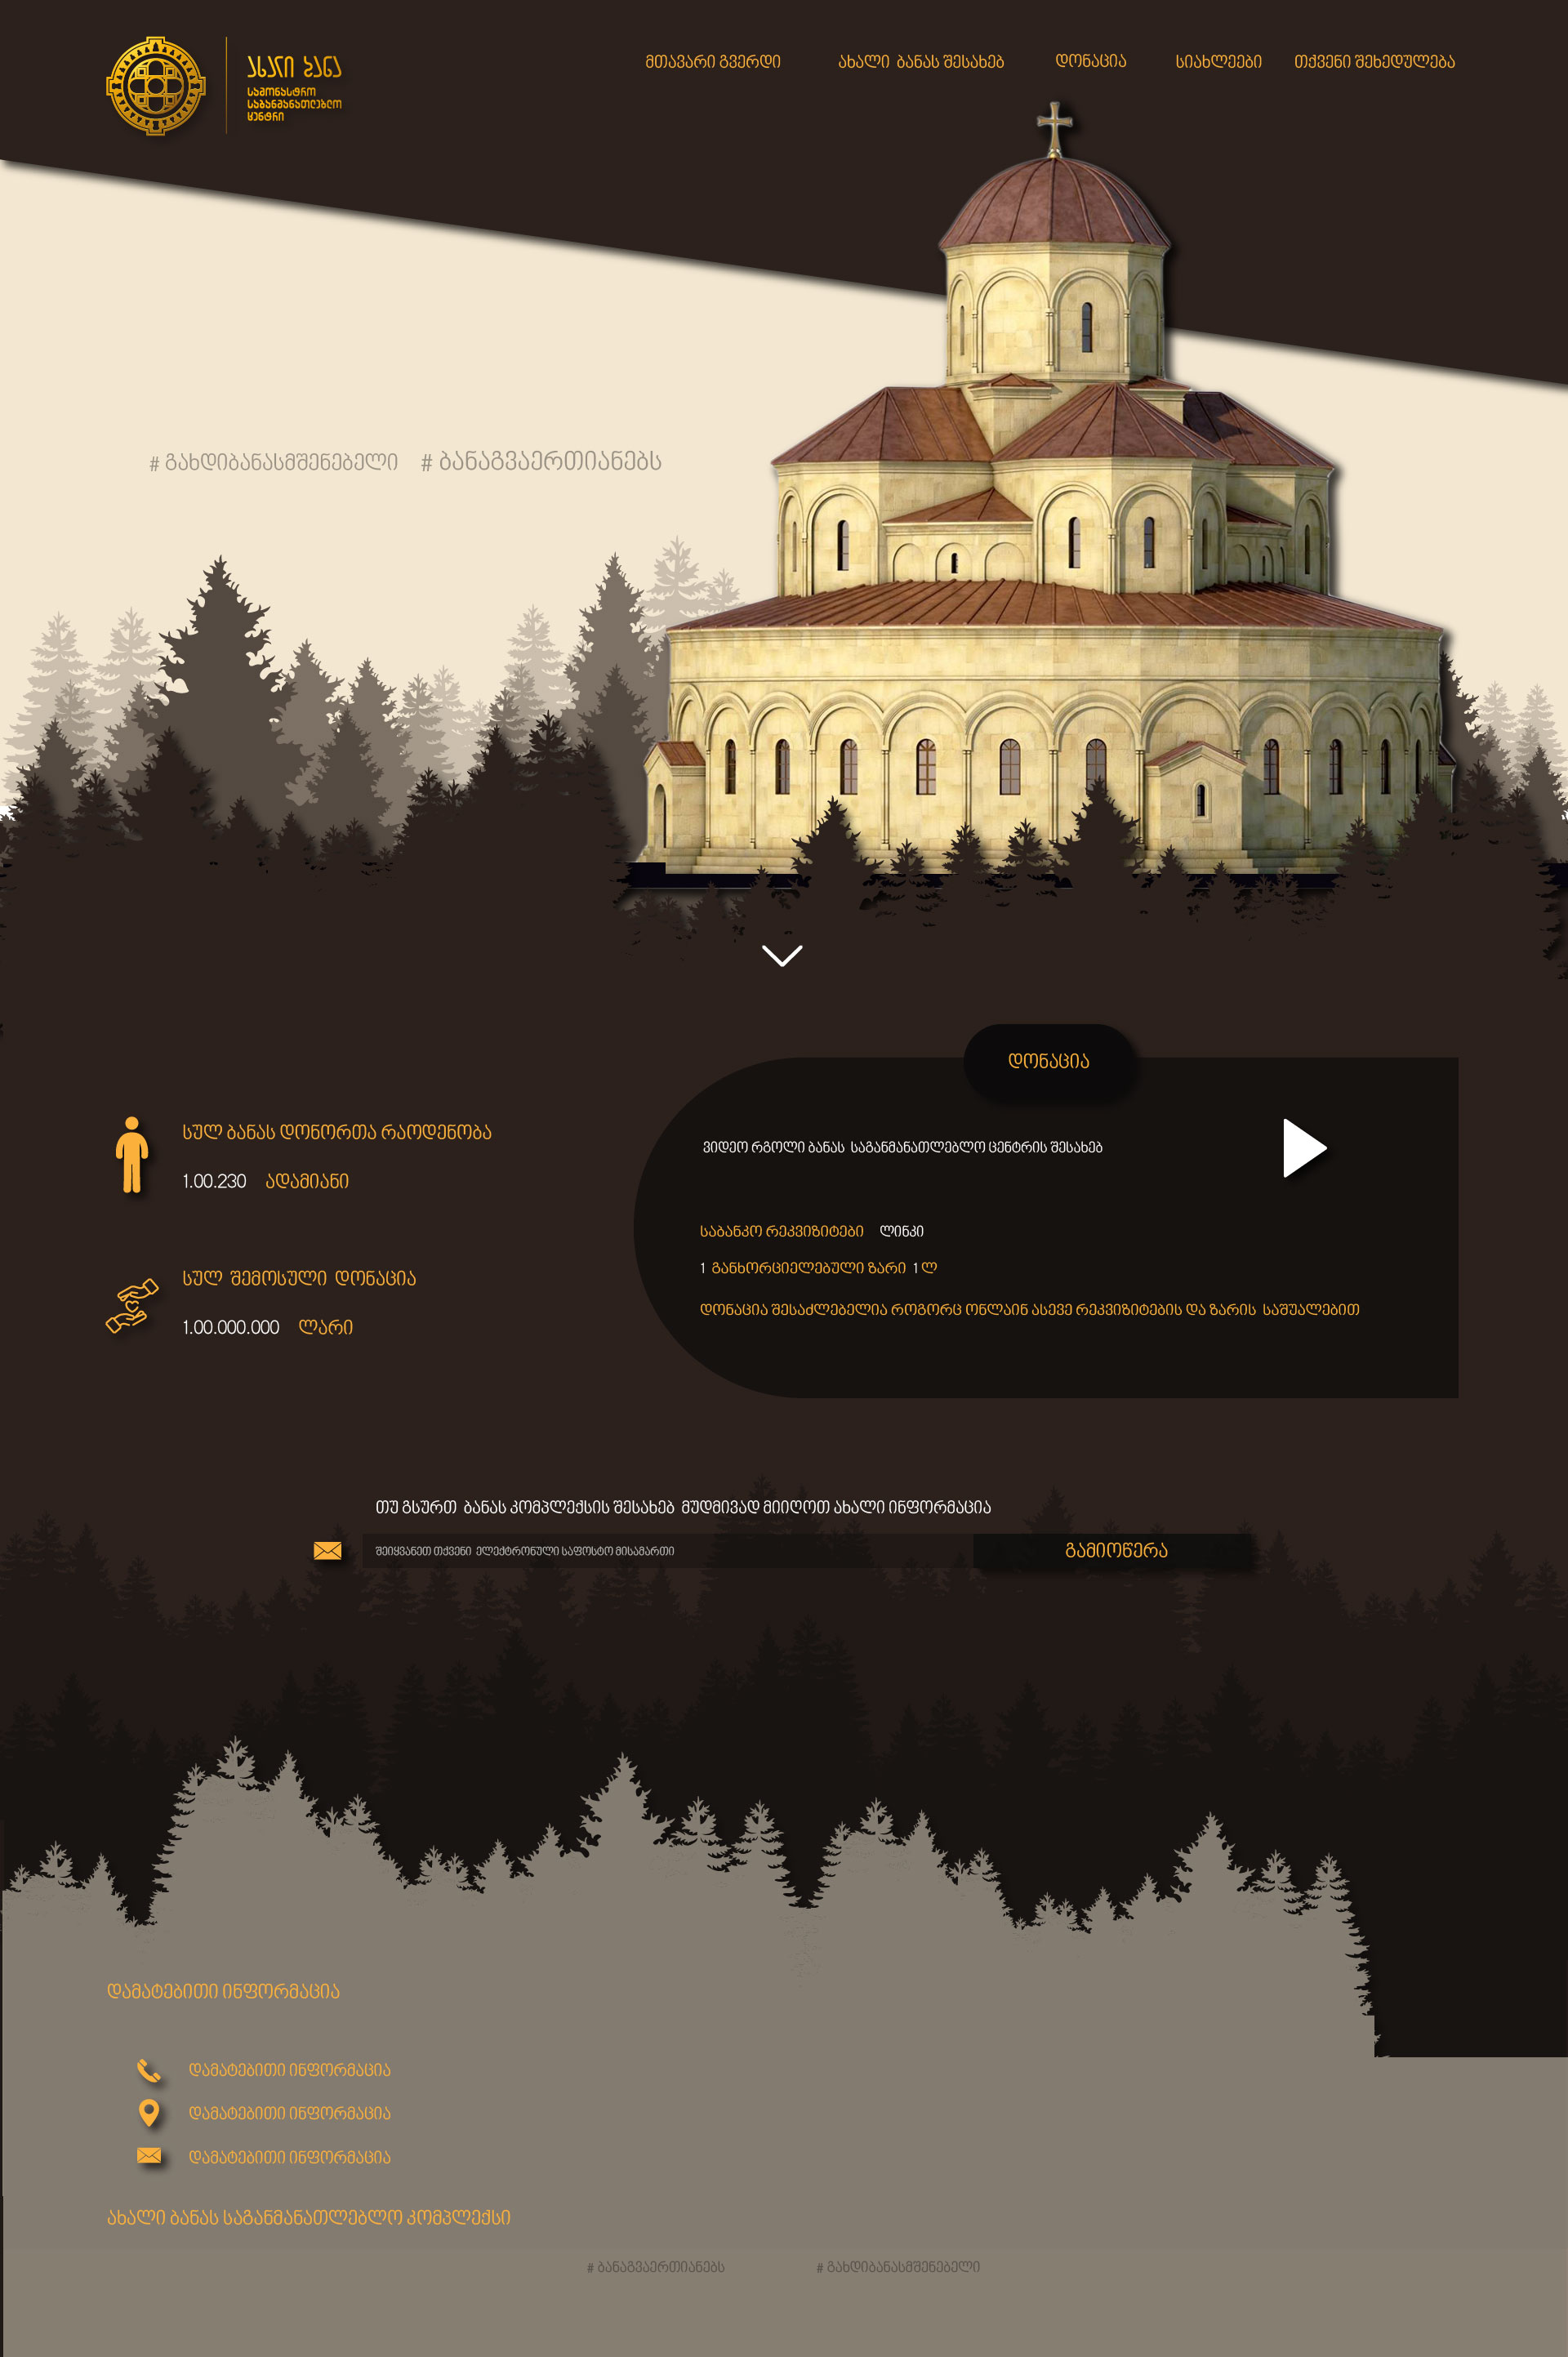 ახალი ბანა
სამონასტრო
საგანმანათლებლო
ცენტრი
მთავარი გვერდი ახალი ბანას შესახებ დონაცია სიახლეები თქვენი შეხედულება
# გახდიბანასმშენებელი # ბანაგვაერთიანებს
დონაცია
სულ ბანას დონორთა რაოდენობა
1.00.230 ადამიანი
სულ შემოსული დონაცია
1.00.000.000 ლარი
ვიდეო რგოლი ბანას საგანმანათლებლო ცენტრის შესახებ
საბანკო რეკვიზიტები ლინკი
1 განხორციელებული ზარი 1 ლ
დონაცია შესაძლებელია როგორც ონლაინ ასევე რეკვიზიტების და ზარის საშუალებით
თუ გსურთ ბანას კომპლექსის შესახებ მუდმივად მიიღოთ ახალი ინფორმაცია
შეიყვანეთ თქვენი ელექტრონული საფოსტო მისამართი გამოიწერა
დამატებითი ინფორმაცია
დამატებითი ინფორმაცია
დამატებითი ინფორმაცია
დამატებითი ინფორმაცია
ახალი ბანას საგანმანათლებლო კომპლექსი
# ბანაგვაერთიანებს # გახდიბანასმშენებელი